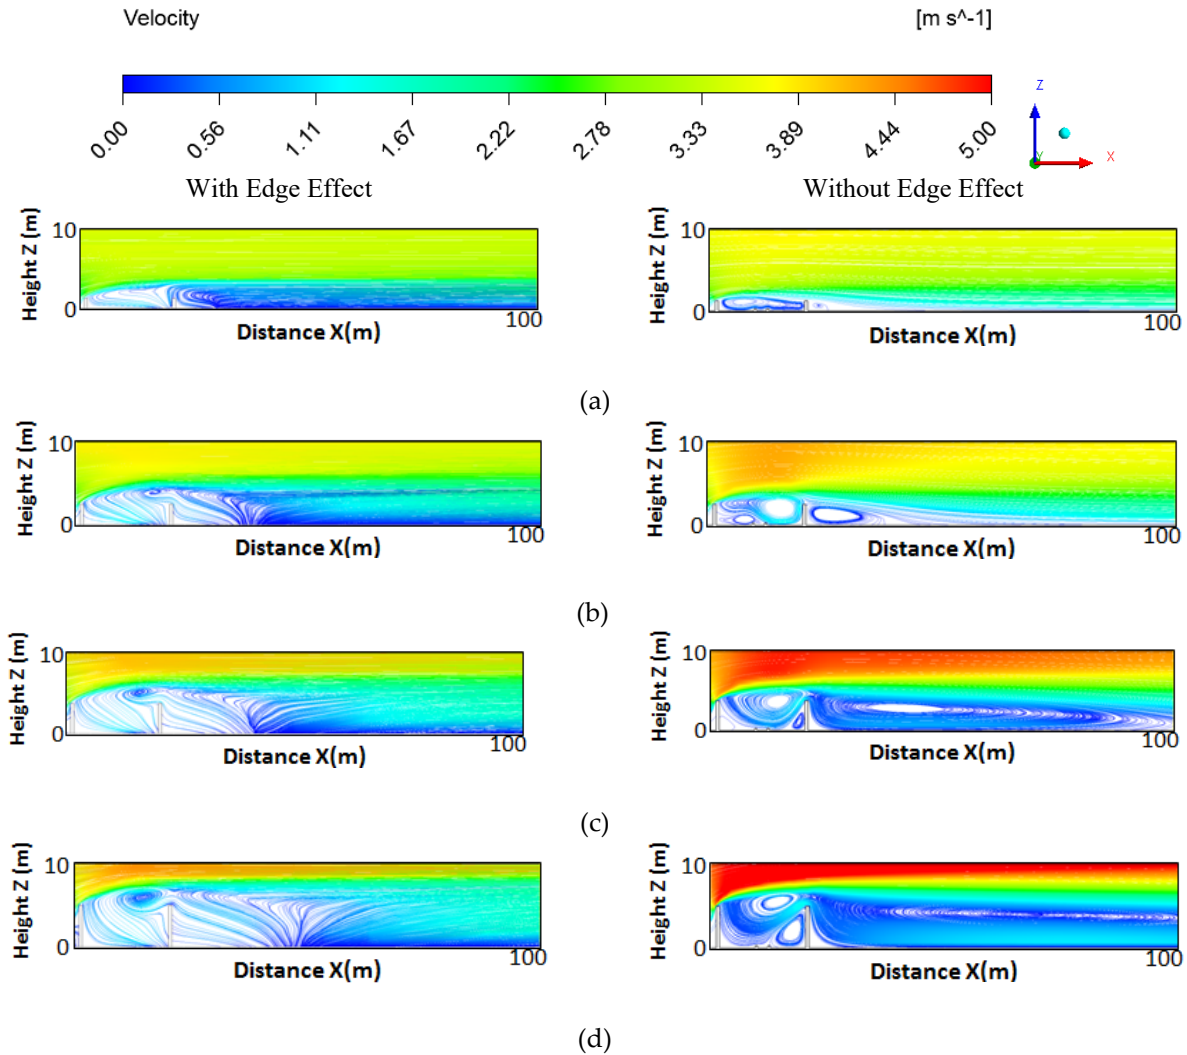 Velocity [m s^-1]
0.00 0.56 1.11 1.67 2.22 2.78 3.33 3.89 4.44 5.00
Z
Y X
With Edge Effect Without Edge Effect
Height Z (m) 10 0 Distance X(m) 100
Height Z (m) 10 0 Distance X(m) 100
(a)
Height Z (m) 10 0 Distance X(m) 100
Height Z (m) 10 0 Distance X(m) 100
(b)
Height Z (m) 10 0 Distance X(m) 100
Height Z (m) 10 0 Distance X(m) 100
(c)
Height Z (m) 10 0 Distance X(m) 100
Height Z (m) 10 0 Distance X(m) 100
(d)